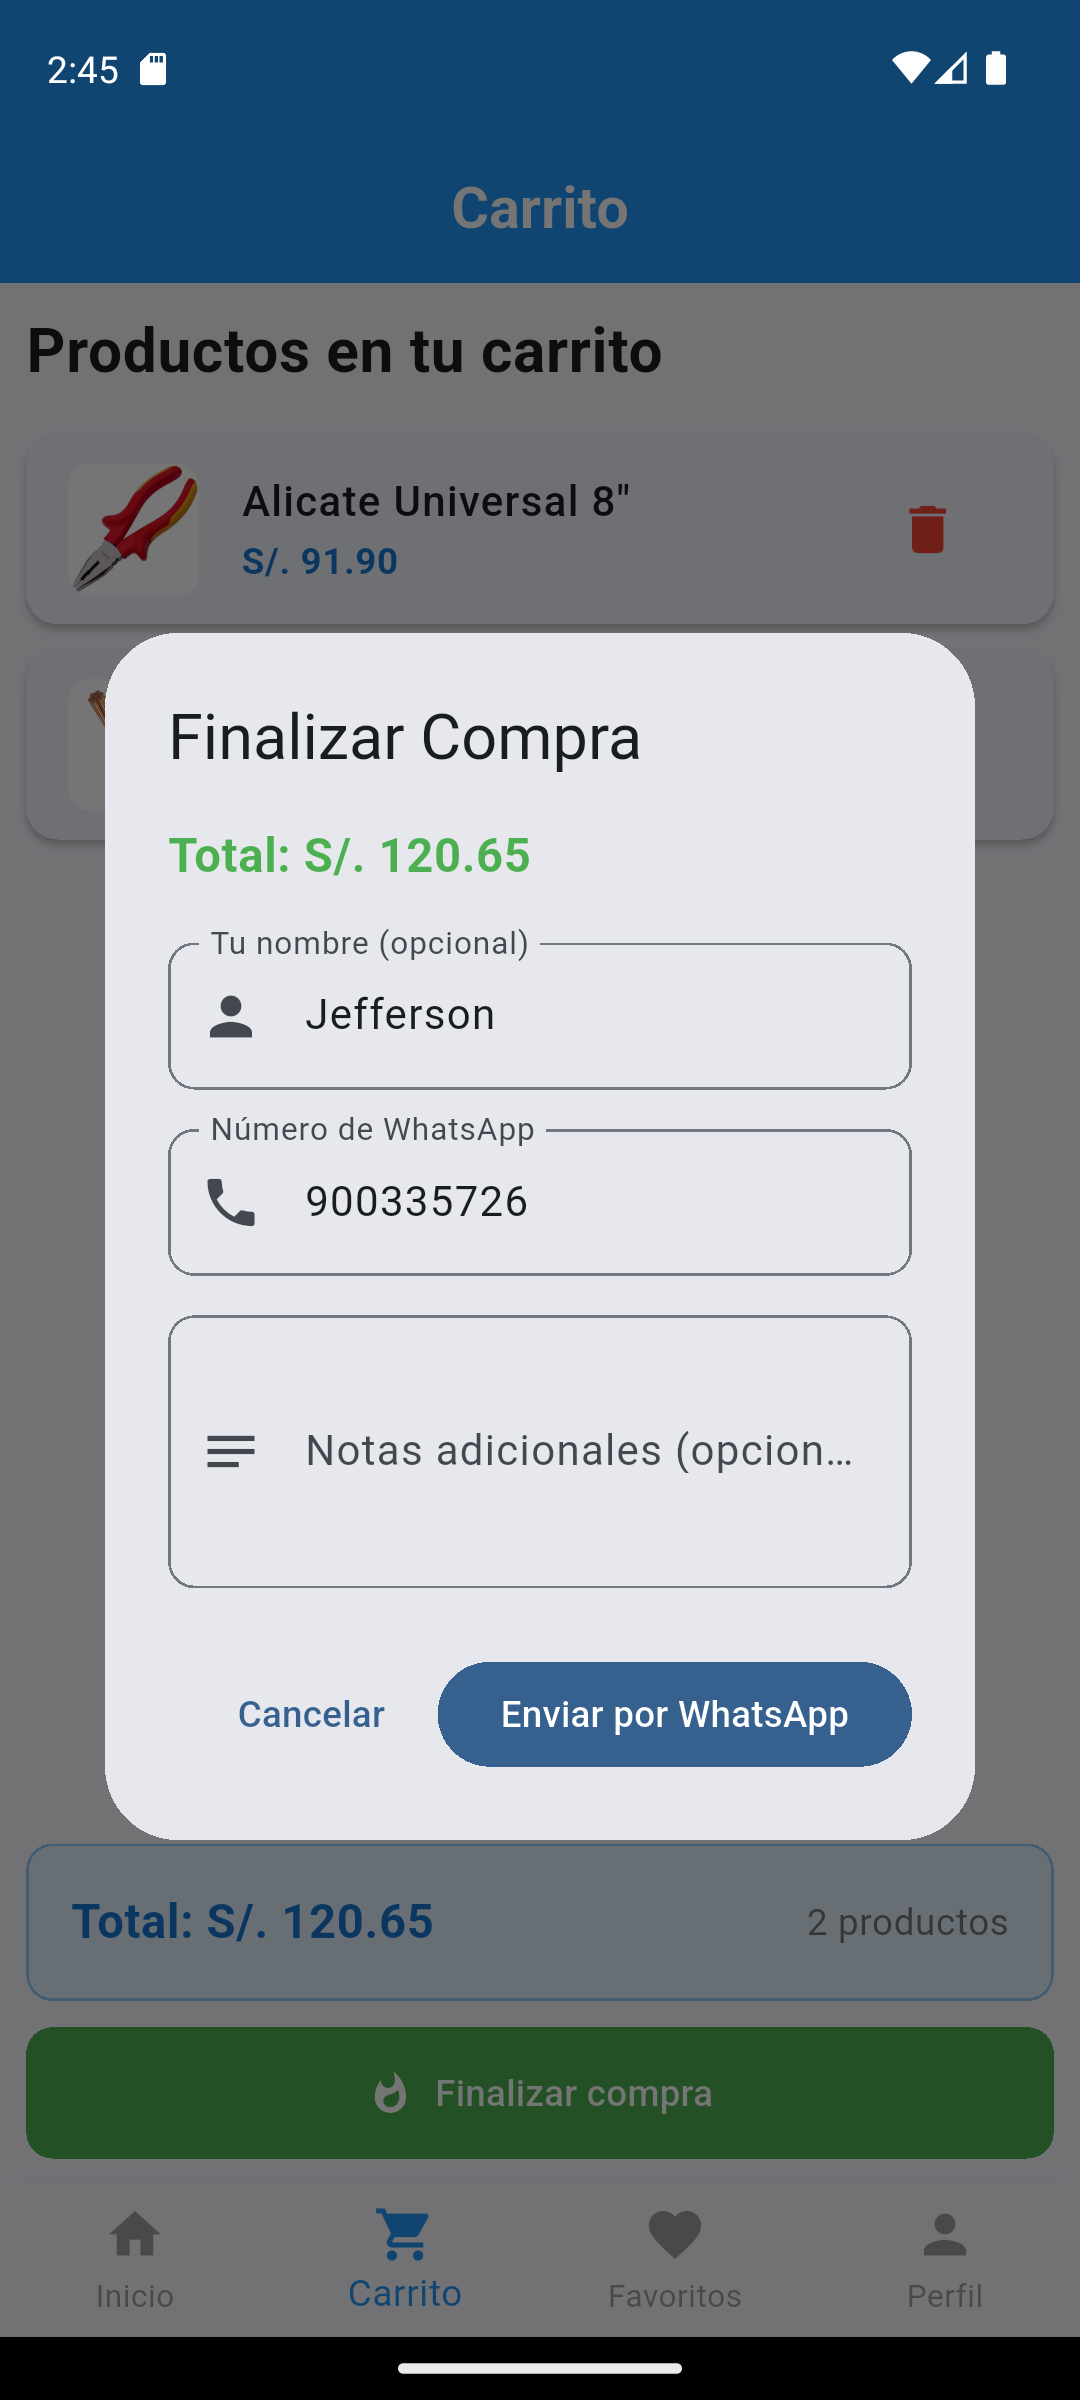 2:45
Carrito
Productos en tu carrito
Alicate Universal 8"
S/. 91.90
Finalizar Compra
Total: S/. 120.65
Tu nombre (opcional)
Jefferson
Número de WhatsApp
900335726
Notas adicionales (opcion...
Cancelar
Enviar por WhatsApp
Total: S/. 120.65
2 productos
Finalizar compra
Inicio
Carrito
Favoritos
Perfil